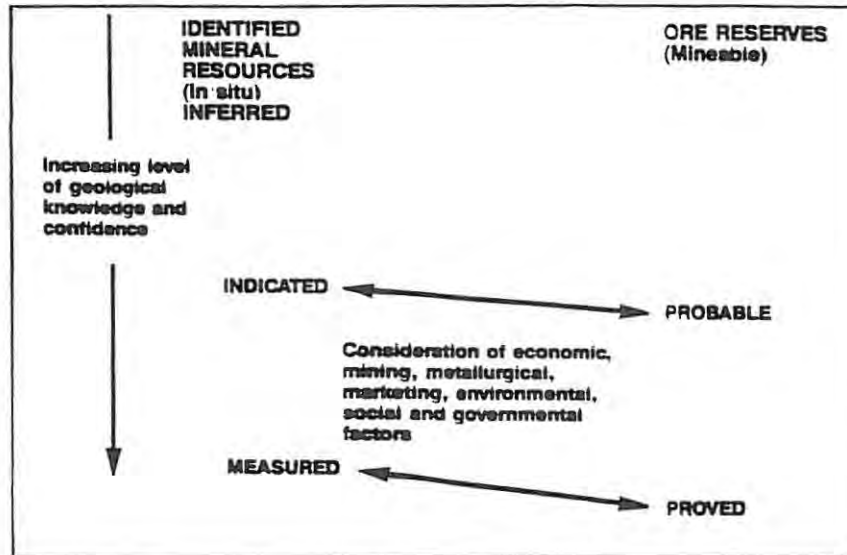 IDENTIFIED
MINERAL
RESOURCES
(In situ)
INFERRED
ORE RESERVES
(Mineable)
Increasing level
of geological
knowledge and
confidence
INDICATED
PROBABLE
Consideration of economic,
mining, metallurgical,
marketing, environmental,
social and governmental
factors
MEASURED
PROVED